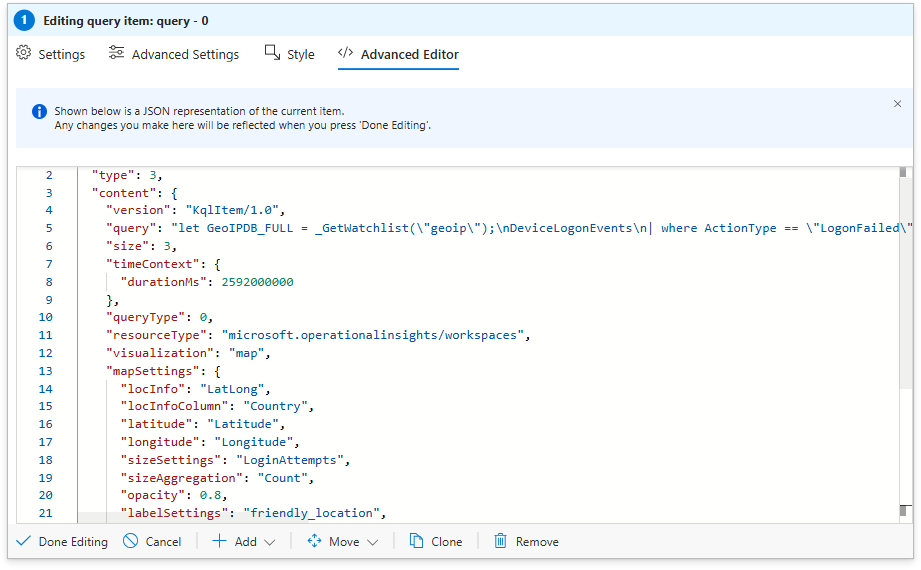 1 Editing query item: query - 0
Settings Advanced Settings Style </> Advanced Editor
Shown below is a JSON representation of the current item.
Any changes you make here will be reflected when you press 'Done Editing'.
2 "type": 3,
3 "content": {
4 "version": "KqlItem/1.0",
5 "query": "let GeoIPDB_FULL = _GetWatchlist(\"geoip\");\nDeviceLogonEvents\n| where ActionType == \"LogonFailed\"
6 "size": 3,
7 "timeContext": {
8 "durationMs": 2592000000
9 },
10 "queryType": 0,
11 "resourceType": "microsoft.operationalinsights/workspaces",
12 "visualization": "map",
13 "mapSettings": {
14 "locInfo": "LatLong",
15 "locInfoColumn": "Country",
16 "latitude": "Latitude",
17 "longitude": "Longitude",
18 "sizeSettings": "LoginAttempts",
19 "sizeAggregation": "Count",
20 "opacity": 0.8,
21 "labelSettings": "friendly_location",
Done Editing Cancel Add Move Clone Remove